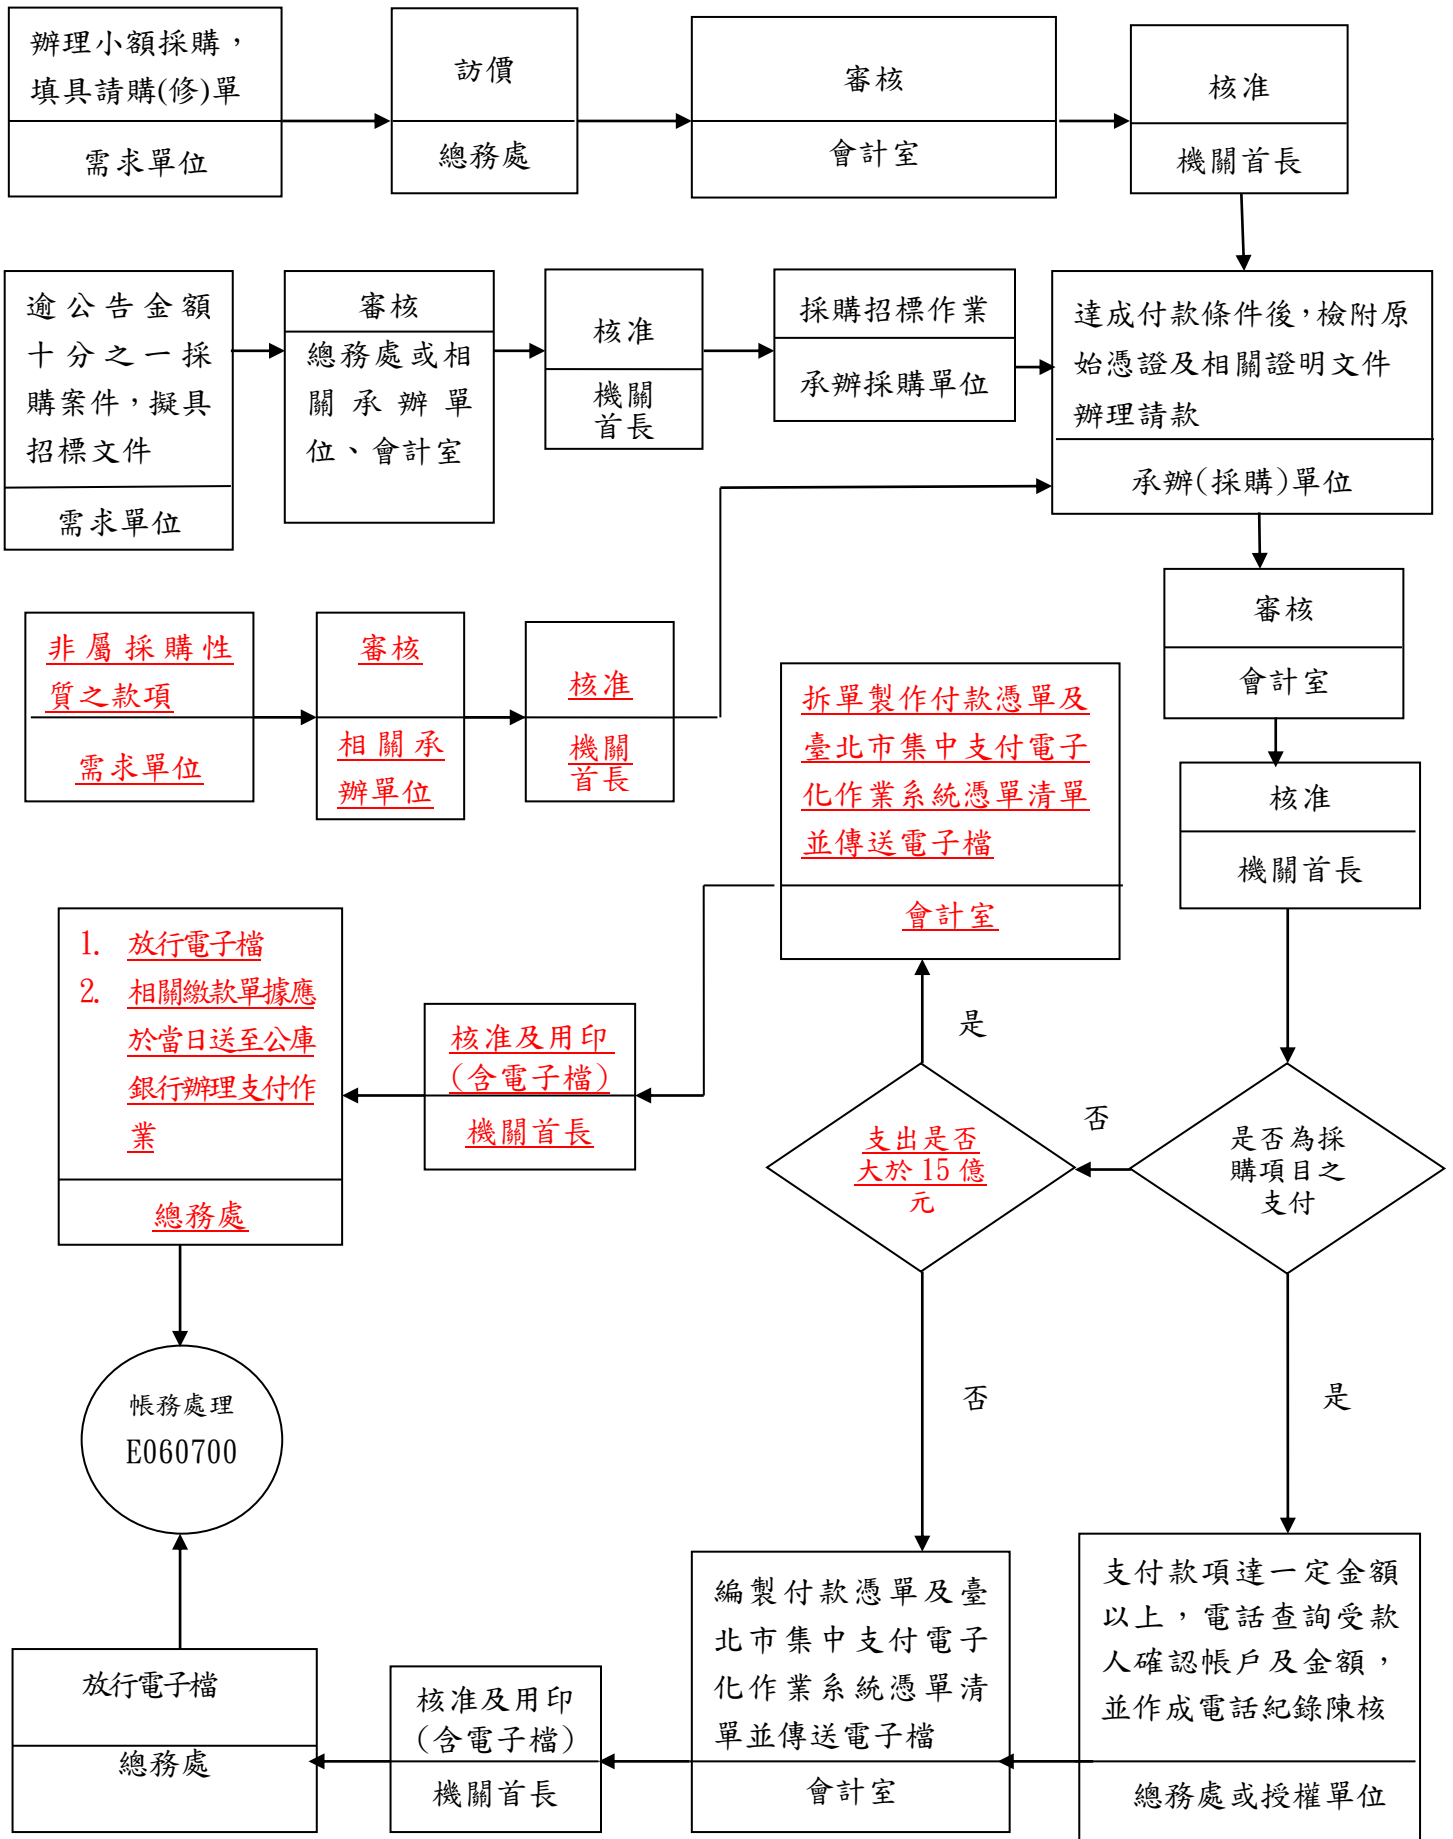 辦理小額採購，
填具請購(修)單
需求單位
訪價
總務處
審核
會計室
核准
機關首長
逾公告金額
十分之一採
購案件，擬具
招標文件
需求單位
審核
總務處或相
關承辦單
位、會計室
核准
機關
首長
採購招標作業
承辦採購單位
達成付款條件後，檢附原
始憑證及相關證明文件
辦理請款
承辦(採購)單位
審核
會計室
核准
機關首長
非屬採購性
質之款項
需求單位
審核
相關承
辦單位
核准
機關
首長
拆單製作付款憑單及
臺北市集中支付電子
化作業系統憑單清單
並傳送電子檔
會計室
1. 放行電子檔
2. 相關繳款單據應
於當日送至公庫
銀行辦理支付作
業
總務處
核准及用印
(含電子檔)
機關首長
是
支出是否
大於 15 億
元
否
是否為採
購項目之
支付
否
是
帳務處理
E060700
放行電子檔
總務處
核准及用印
(含電子檔)
機關首長
編製付款憑單及臺
北市集中支付電子
化作業系統憑單清
單並傳送電子檔
會計室
支付款項達一定金額
以上，電話查詢受款
人確認帳戶及金額，
並作成電話紀錄陳核
總務處或授權單位